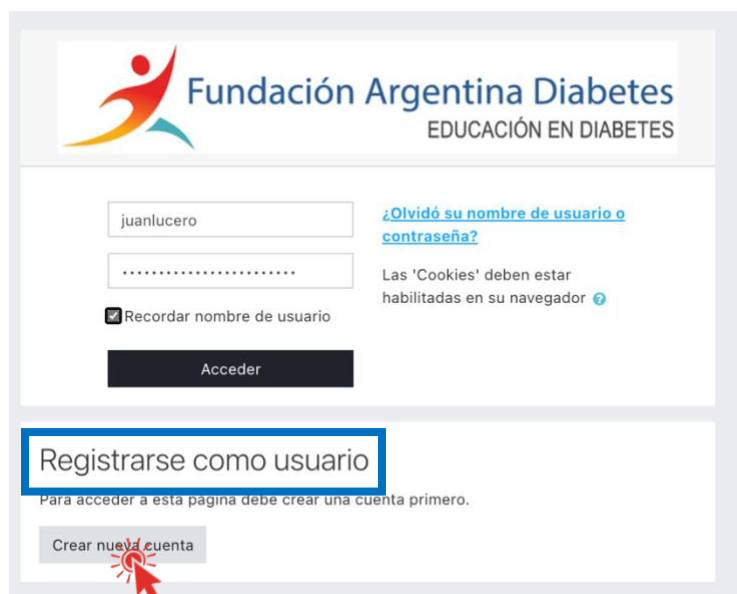 Fundación Argentina Diabetes
EDUCACIÓN EN DIABETES
juanlucero
........................
Recordar nombre de usuario
Acceder
¿Olvidó su nombre de usuario o
contraseña?
Las 'Cookies' deben estar
habilitadas en su navegador ?
Registrarse como usuario
Para acceder a esta página debe crear una cuenta primero.
Crear nueva cuenta